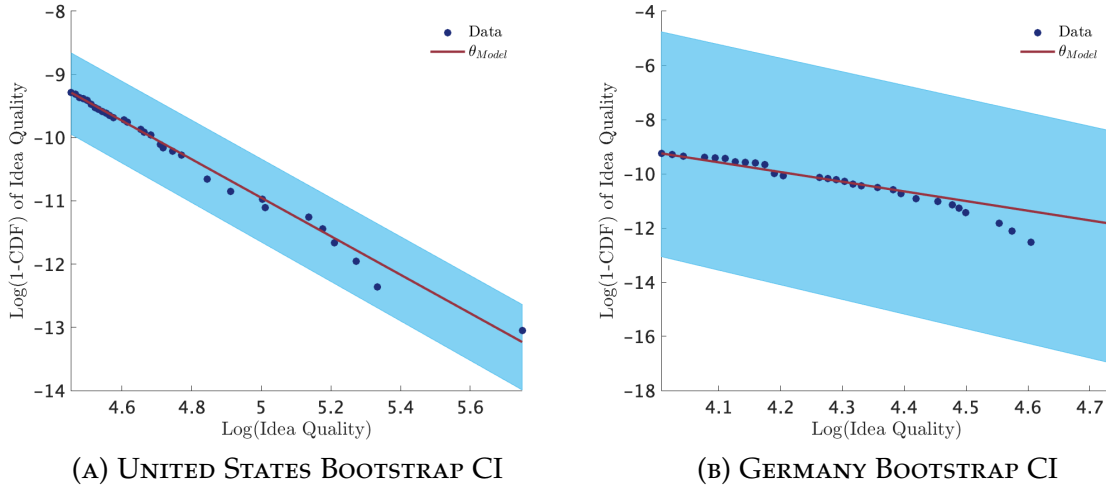 Data
θModel
Log(1-CDF) of Idea Quality
-8
-9
-10
-11
-12
-13
-14
4.6
4.8
5
5.2
5.4
5.6
Log(Idea Quality)
(A) UNITED STATES BOOTSTRAP CI
Data
θModel
Log(1-CDF) of Idea Quality
-4
-6
-8
-10
-12
-14
-16
-18
4.1
4.2
4.3
4.4
4.5
4.6
4.7
Log(Idea Quality)
(B) GERMANY BOOTSTRAP CI